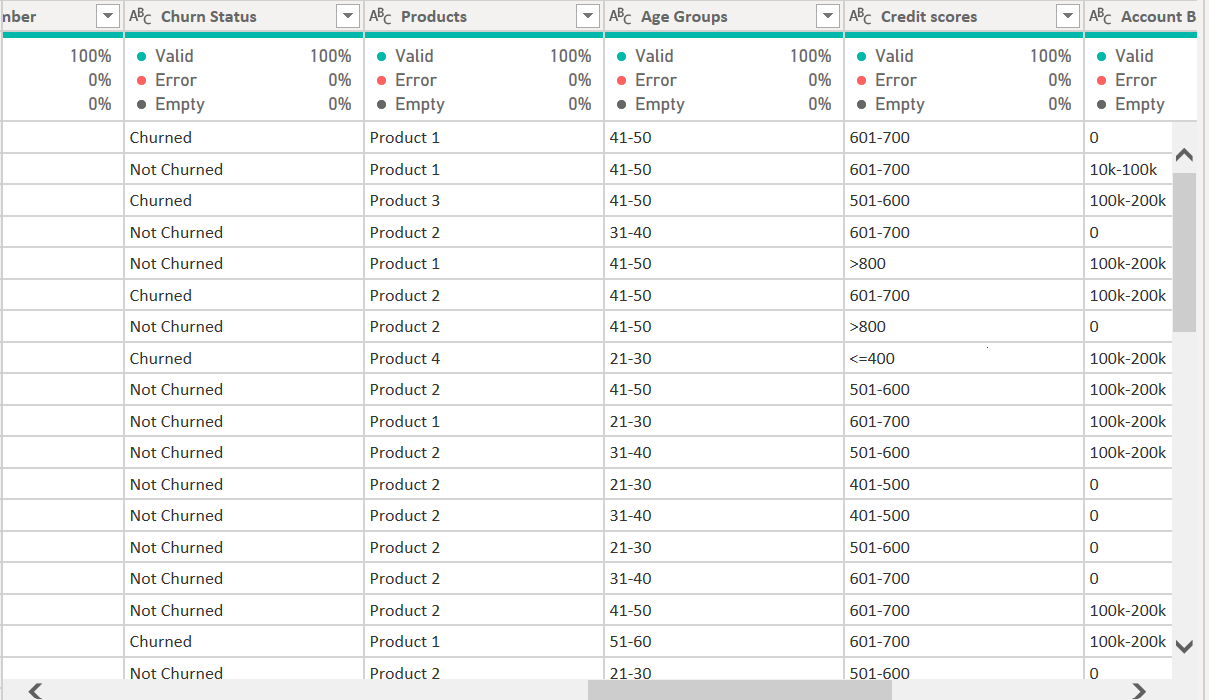 nber ABC Churn Status ABC Products ABC Age Groups ABC Credit scores ABC Account B
100% Valid 100% Valid 100% Valid 100% Valid 100% Valid
0% Error 0% Error 0% Error 0% Error 0% Error
0% Empty 0% Empty 0% Empty 0% Empty 0% Empty
Churned Product 1 41-50 601-700 0
Not Churned Product 1 41-50 601-700 10k-100k
Churned Product 3 41-50 501-600 100k-200k
Not Churned Product 2 31-40 601-700 0
Not Churned Product 1 41-50 >800 100k-200k
Churned Product 2 41-50 601-700 100k-200k
Not Churned Product 2 41-50 >800 0
Churned Product 4 21-30 <=400 100k-200k
Not Churned Product 2 41-50 501-600 100k-200k
Not Churned Product 1 21-30 601-700 100k-200k
Not Churned Product 2 31-40 501-600 100k-200k
Not Churned Product 2 21-30 401-500 0
Not Churned Product 2 31-40 401-500 0
Not Churned Product 2 21-30 501-600 0
Not Churned Product 2 31-40 601-700 0
Not Churned Product 2 41-50 601-700 100k-200k
Churned Product 1 51-60 601-700 100k-200k
Not Churned Product 2 21-30 501-600 0